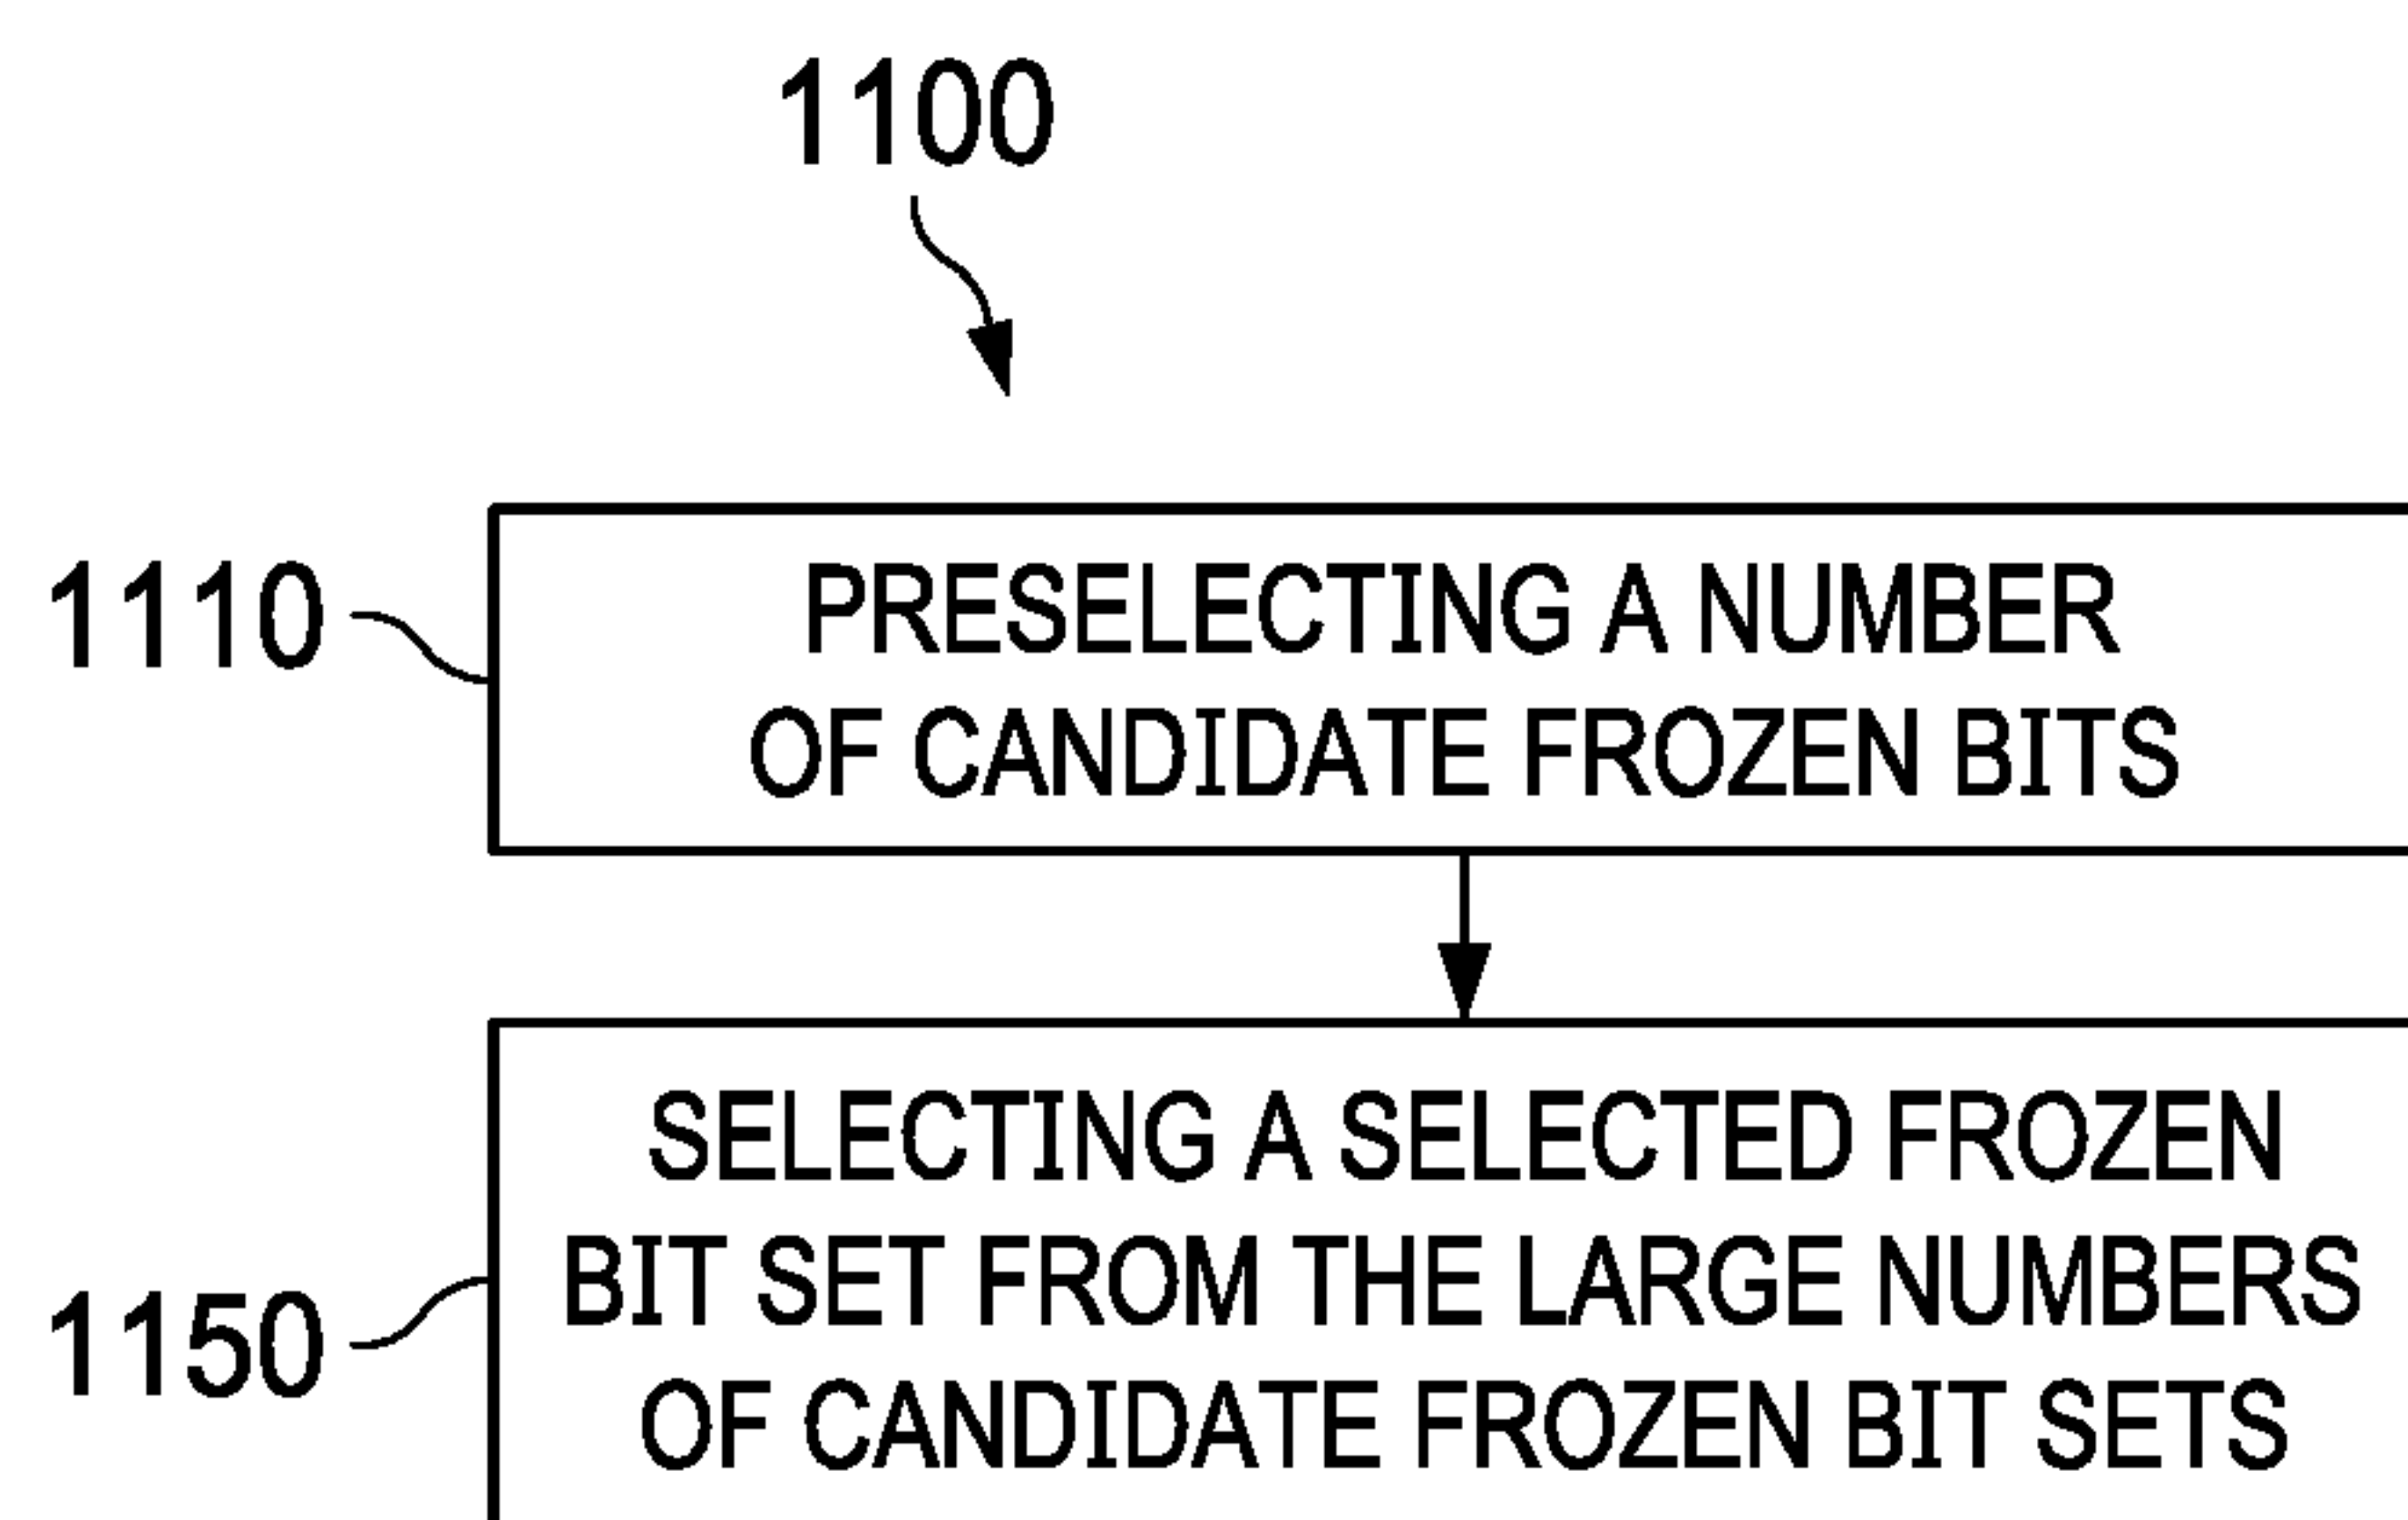 1100
1110
PRESELECTING A NUMBER
OF CANDIDATE FROZEN BITS
SELECTING A SELECTED FROZEN
BIT SET FROM THE LARGE NUMBERS
1150
OF CANDIDATE FROZEN BIT SETS